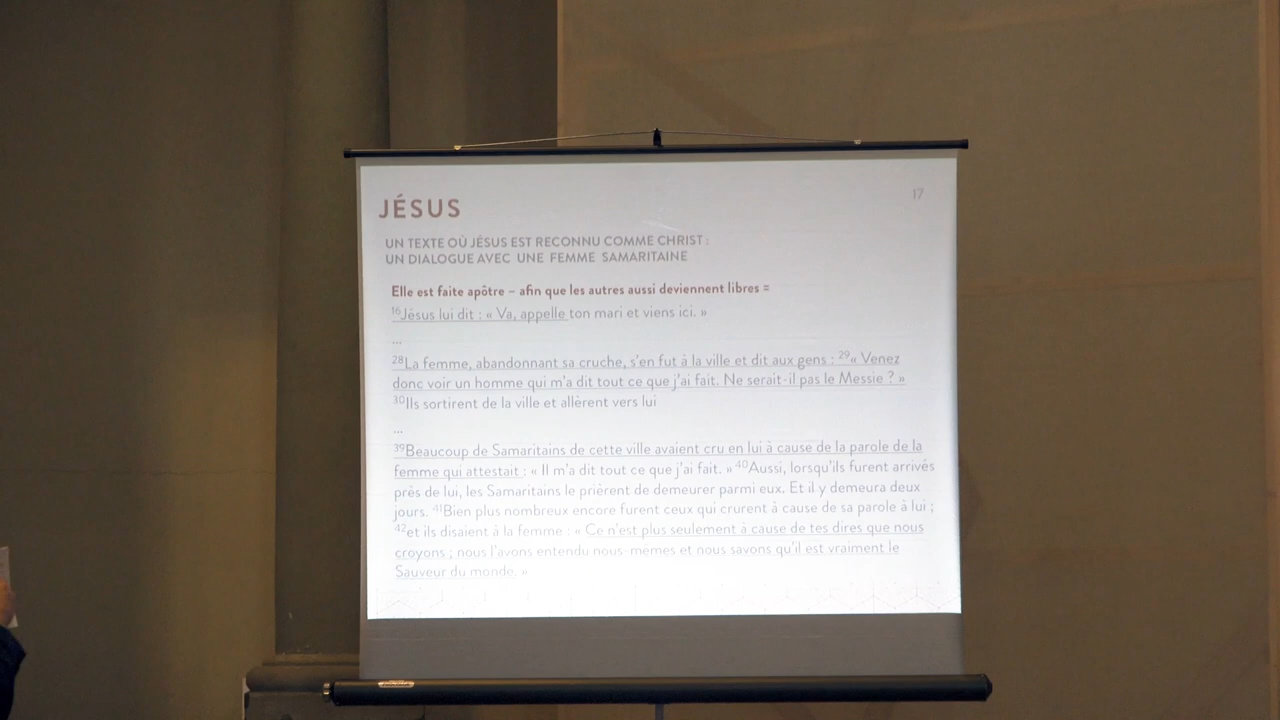 17
JÉSUS
UN TEXTE OÙ JÉSUS EST RECONNU COMME CHRIST :
UN DIALOGUE AVEC UNE FEMME SAMARITAINE
Elle est faite apôtre – afin que les autres aussi deviennent libres =
¹⁶Jésus lui dit : « Va, appelle ton mari et viens ici. »
...
²⁸La femme, abandonnant sa cruche, s'en fut à la ville et dit aux gens : ²⁹« Venez
donc voir un homme qui m'a dit tout ce que j'ai fait. Ne serait-il pas le Messie ? »
³⁰Ils sortirent de la ville et allèrent vers lui
...
³⁹Beaucoup de Samaritains de cette ville avaient cru en lui à cause de la parole de la
femme qui attestait : « Il m'a dit tout ce que j'ai fait. » ⁴⁰Aussi, lorsqu'ils furent arrivés
près de lui, les Samaritains le prièrent de demeurer parmi eux. Et il y demeura deux
jours. ⁴¹Bien plus nombreux encore furent ceux qui crurent à cause de sa parole à lui ;
⁴²et ils disaient à la femme : « Ce n'est plus seulement à cause de tes dires que nous
croyons ; nous l'avons entendu nous-mêmes et nous savons qu'il est vraiment le
Sauveur du monde. »